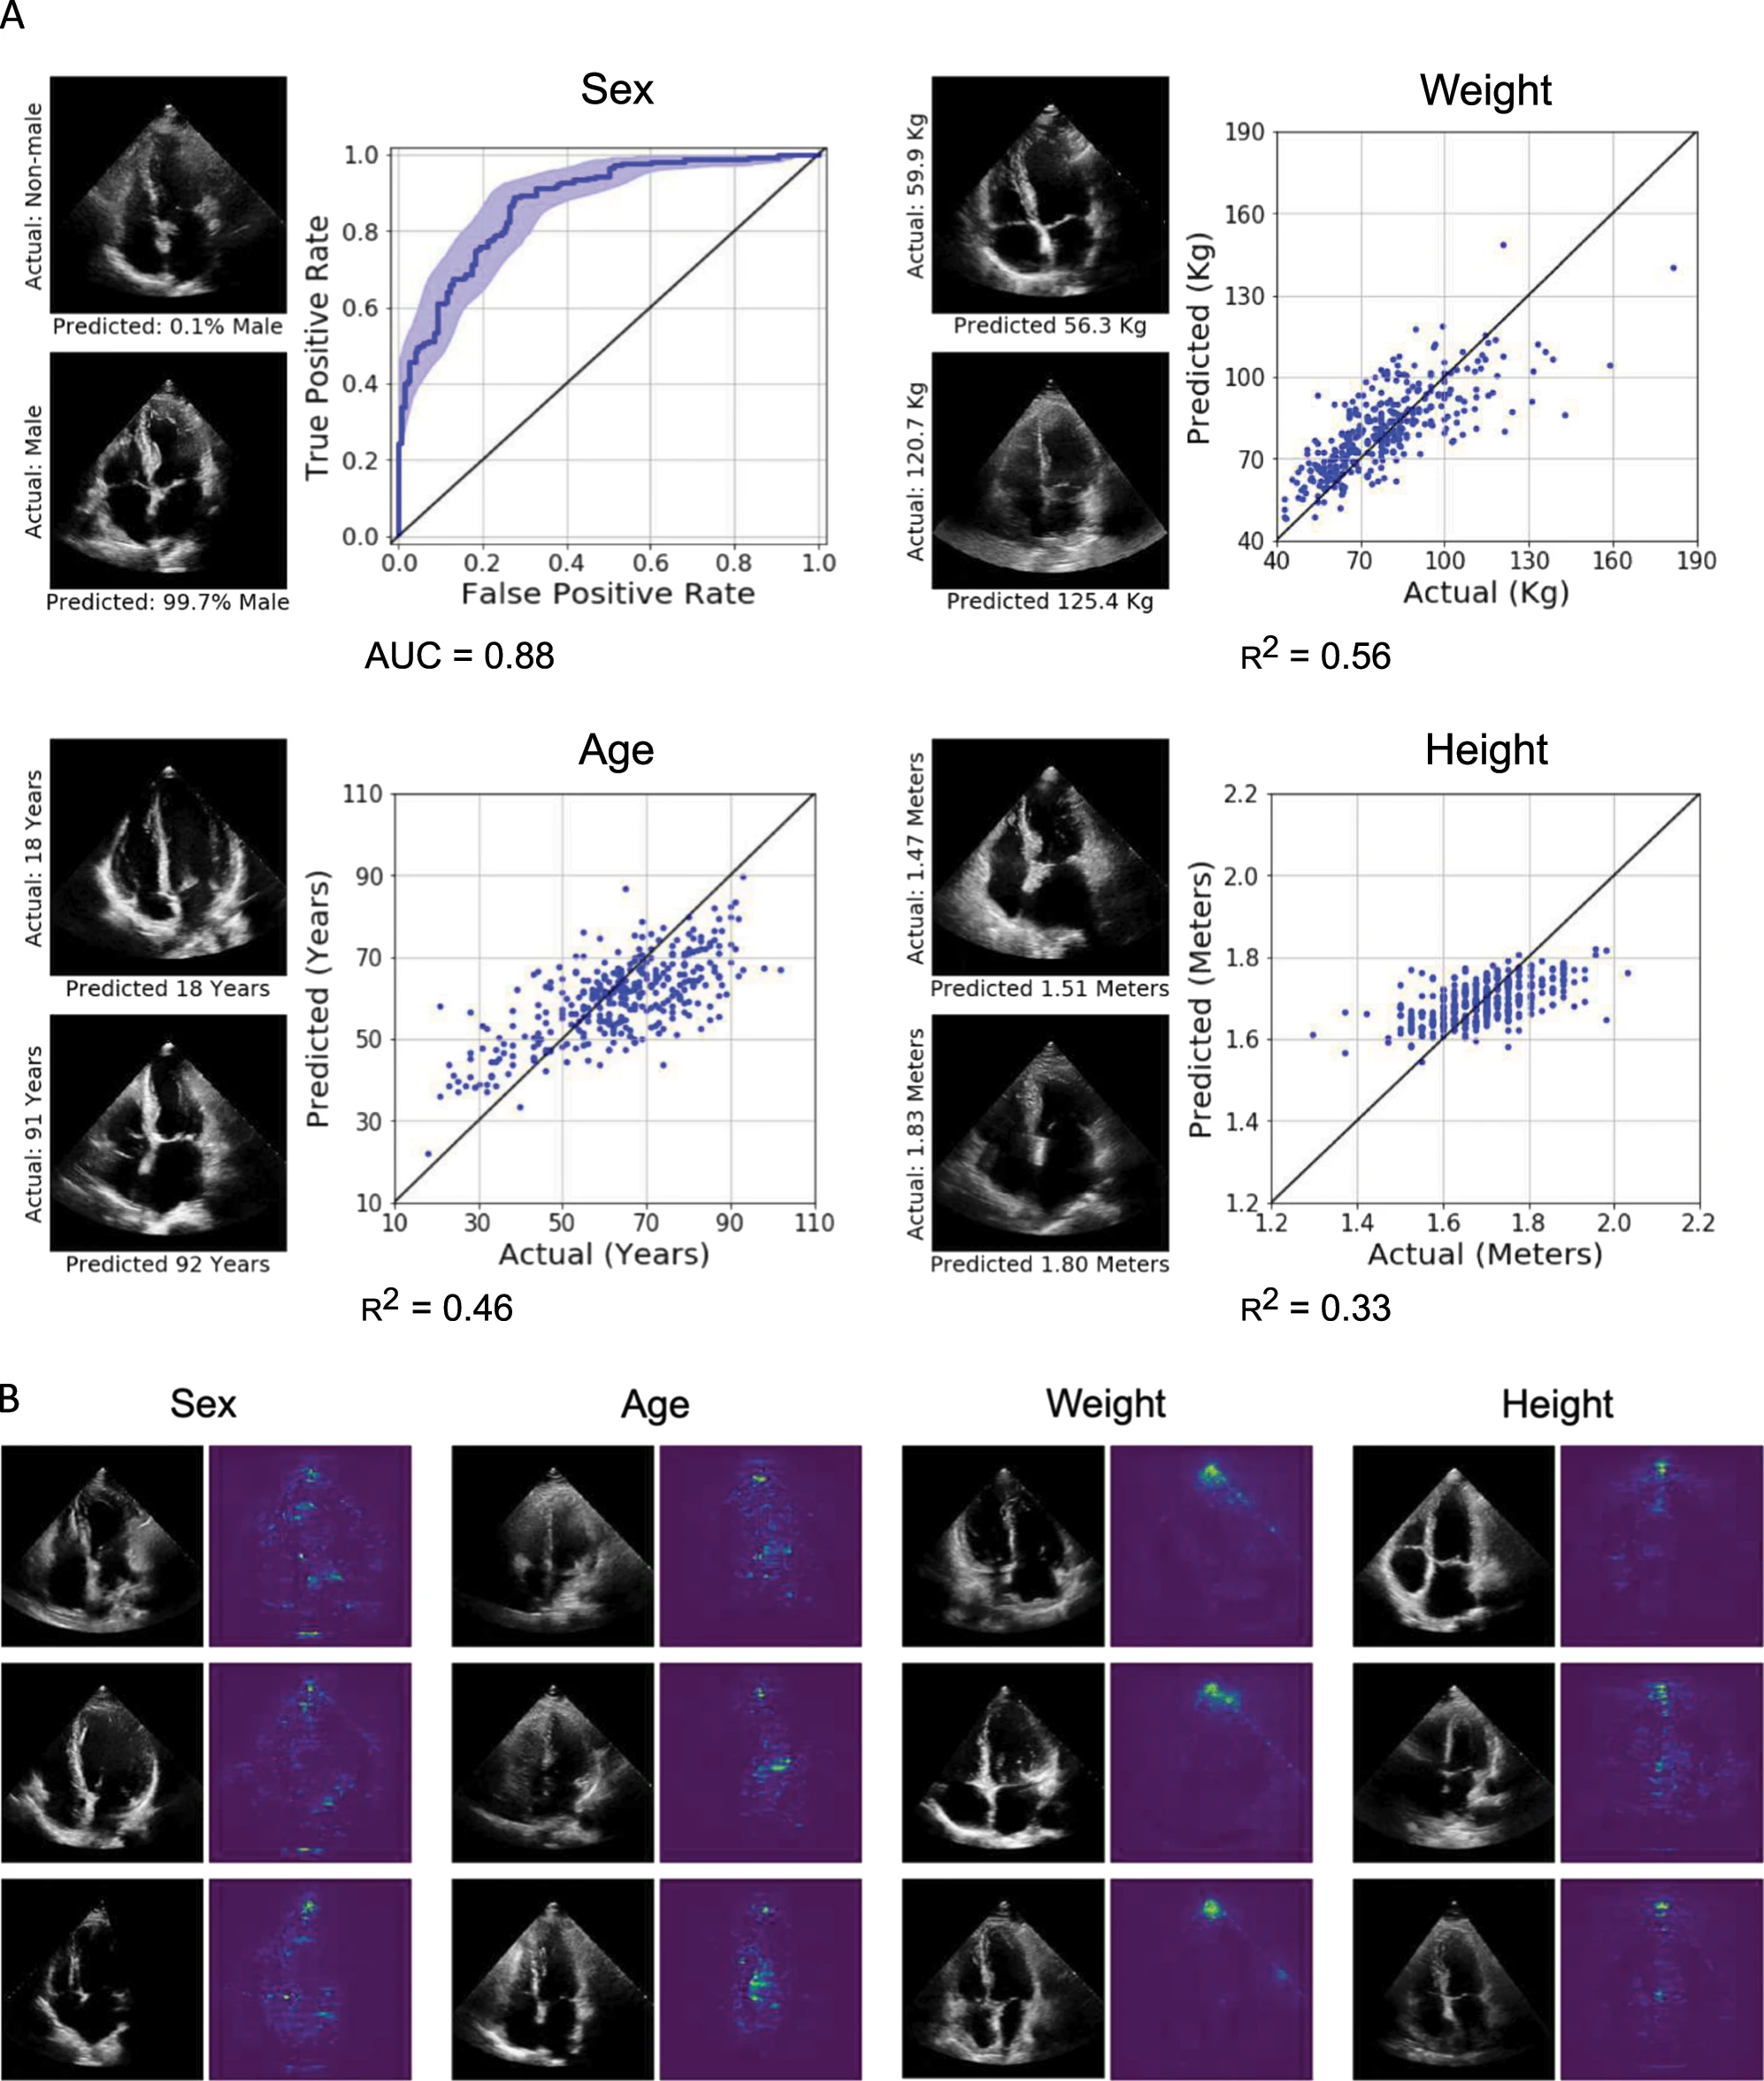 A
Sex
Actual: Non-male
Predicted: 0.1% Male
Actual: Male
Predicted: 99.7% Male
True Positive Rate
1.0
0.8
0.6
0.4
0.2
0.0
0.0 0.2 0.4 0.6 0.8 1.0
False Positive Rate
AUC = 0.88
Weight
Actual: 59.9 Kg
Predicted 56.3 Kg
Actual: 120.7 Kg
Predicted 125.4 Kg
Predicted (Kg)
190
160
130
100
70
40
40 70 100 130 160 190
Actual (Kg)
R2 = 0.56
Age
Actual: 18 Years
Predicted 18 Years
Actual: 91 Years
Predicted 92 Years
Predicted (Years)
110
90
70
50
30
10
10 30 50 70 90 110
Actual (Years)
R2 = 0.46
Height
Actual: 1.47 Meters
Predicted 1.51 Meters
Actual: 1.83 Meters
Predicted 1.80 Meters
Predicted (Meters)
2.2
2.0
1.8
1.6
1.4
1.2
1.2 1.4 1.6 1.8 2.0 2.2
Actual (Meters)
R2 = 0.33
B
Sex Age Weight Height